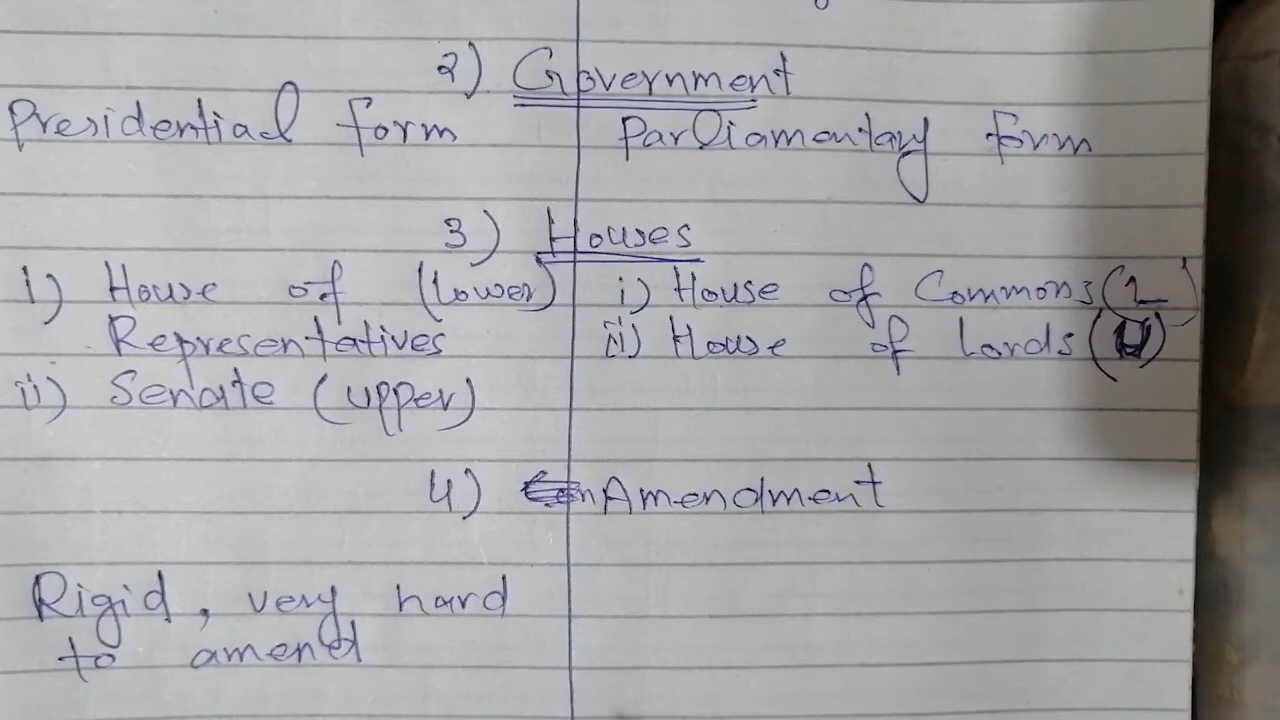 2) Government
Presidential form
Parliamentary form
3) Houses
i) House of (Lower)
Representatives
ii) Senate (upper)
i) House of Commons (L)
ii) House of Lords (U)
4) Amendment
Rigid, very hard
to amend